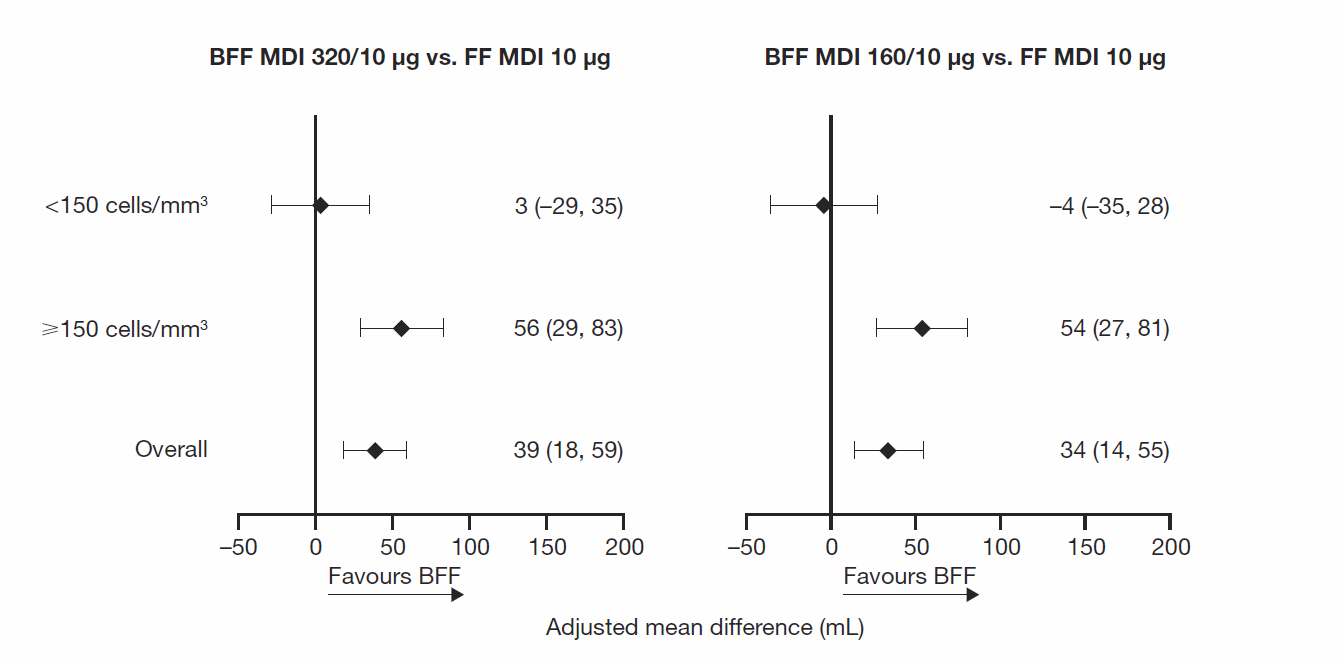 BFF MDI 320/10 µg vs. FF MDI 10 µg
BFF MDI 160/10 µg vs. FF MDI 10 µg
<150 cells/mm³ 3 (–29, 35) –4 (–35, 28)
⩾150 cells/mm³ 56 (29, 83) 54 (27, 81)
Overall 39 (18, 59) 34 (14, 55)
–50 0 50 100 150 200 –50 0 50 100 150 200
Favours BFF Favours BFF
Adjusted mean difference (mL)